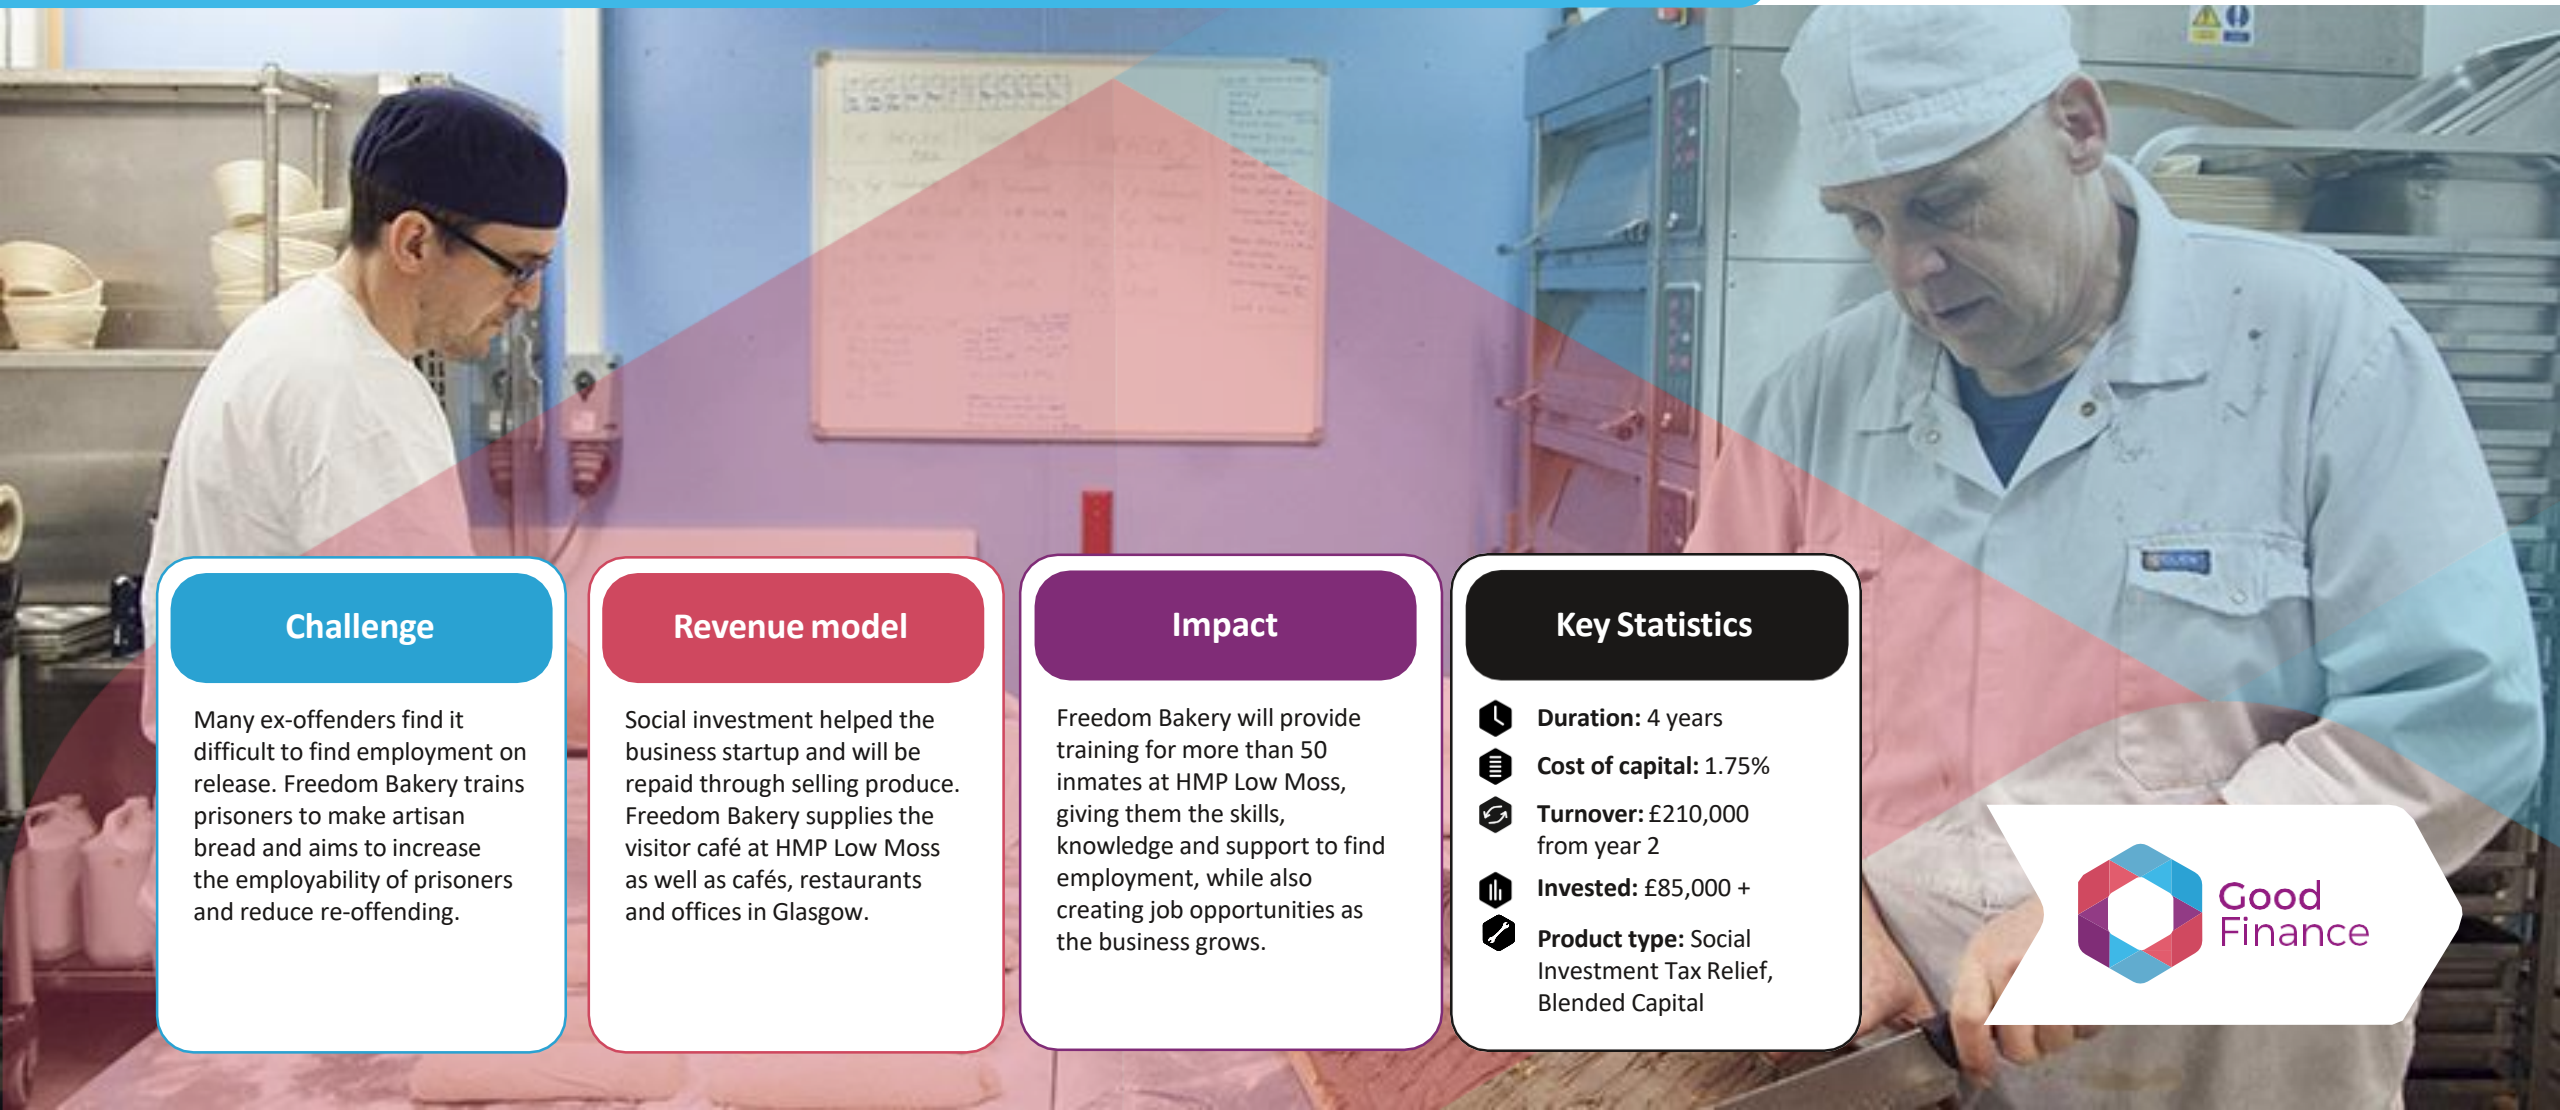 Challenge
Many ex-offenders find it
difficult to find employment on
release. Freedom Bakery trains
prisoners to make artisan
bread and aims to increase
the employability of prisoners
and reduce re-offending.
Revenue model
Social investment helped the
business startup and will be
repaid through selling produce.
Freedom Bakery supplies the
visitor café at HMP Low Moss
as well as cafés, restaurants
and offices in Glasgow.
Impact
Freedom Bakery will provide
training for more than 50
inmates at HMP Low Moss,
giving them the skills,
knowledge and support to find
employment, while also
creating job opportunities as
the business grows.
Key Statistics
Duration: 4 years
Cost of capital: 1.75%
Turnover: £210,000
from year 2
Invested: £85,000 +
Product type: Social
Investment Tax Relief,
Blended Capital
Good
Finance